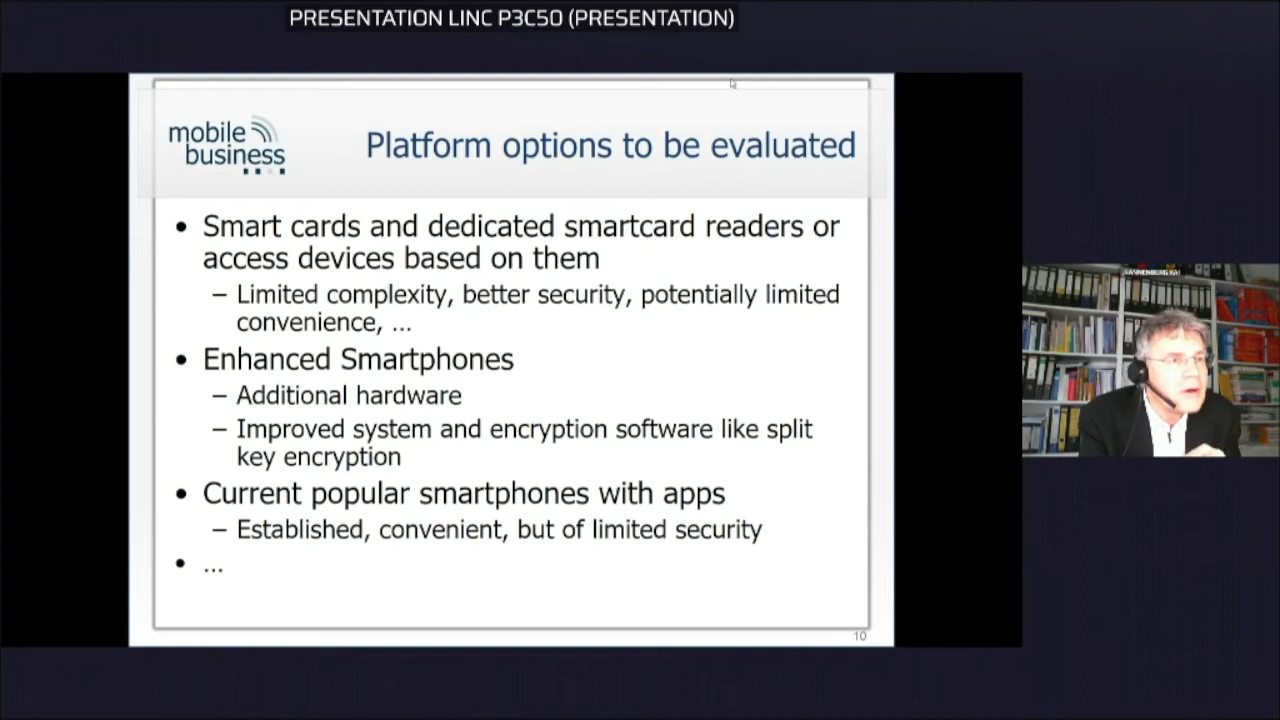 PRESENTATION LINC P3C50 (PRESENTATION)
mobile
business
Platform options to be evaluated
• Smart cards and dedicated smartcard readers or
access devices based on them
– Limited complexity, better security, potentially limited
convenience, ...
• Enhanced Smartphones
– Additional hardware
– Improved system and encryption software like split
key encryption
• Current popular smartphones with apps
– Established, convenient, but of limited security
• ...
10
RANNENBERG KAI